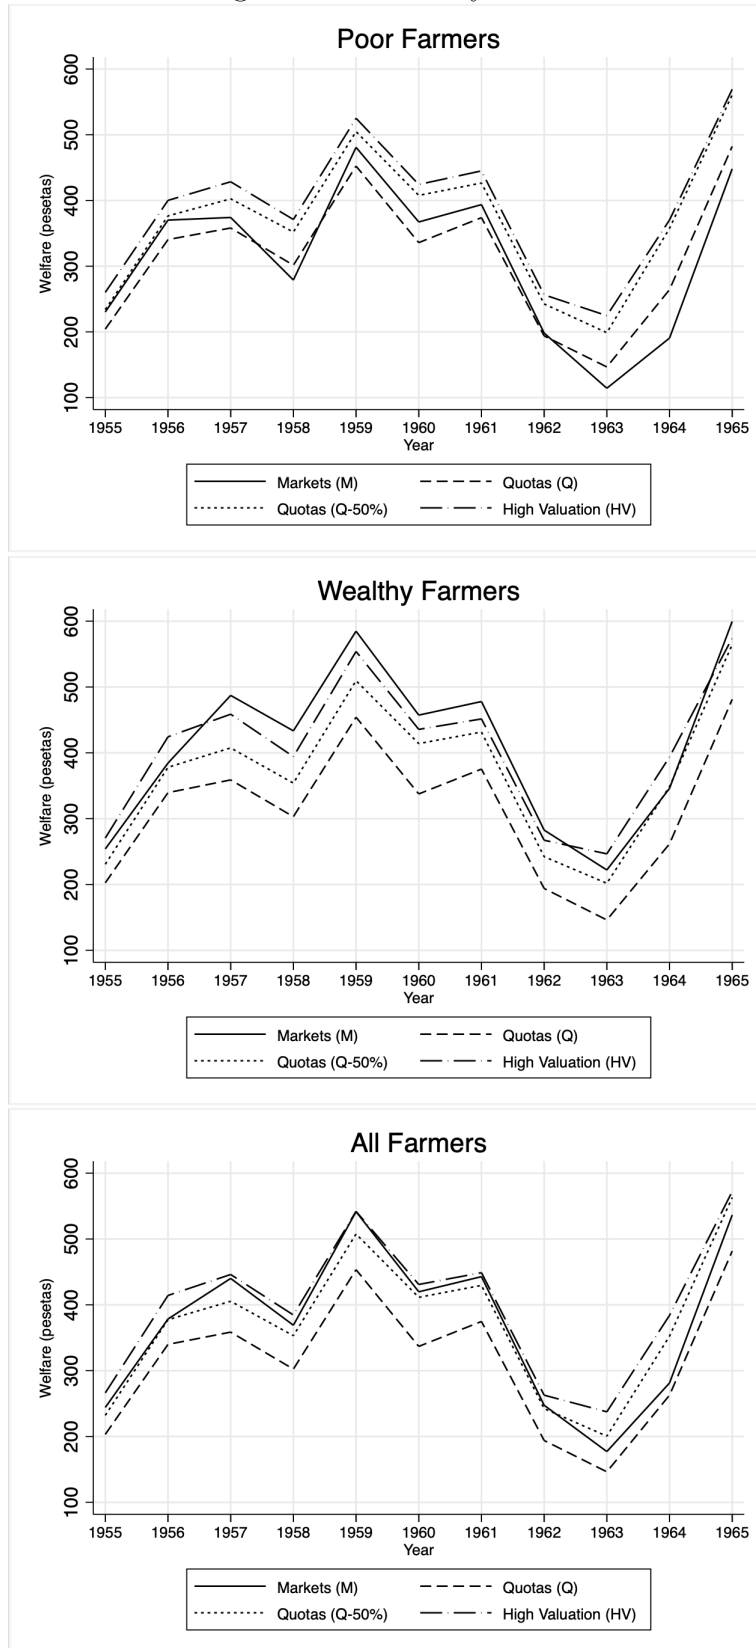 Poor Farmers
600
500
400
300
200
100
Welfare (pesetas)
1955 1956 1957 1958 1959 1960 1961 1962 1963 1964 1965
Year
Markets (M) Quotas (Q)
Quotas (Q-50%) High Valuation (HV)
Wealthy Farmers
600
500
400
300
200
100
Welfare (pesetas)
1955 1956 1957 1958 1959 1960 1961 1962 1963 1964 1965
Year
Markets (M) Quotas (Q)
Quotas (Q-50%) High Valuation (HV)
All Farmers
600
500
400
300
200
100
Welfare (pesetas)
1955 1956 1957 1958 1959 1960 1961 1962 1963 1964 1965
Year
Markets (M) Quotas (Q)
Quotas (Q-50%) High Valuation (HV)